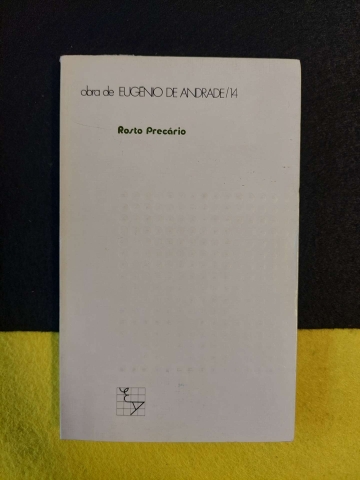 obra de EUGÉNIO DE ANDRADE/14
Rosto Precário